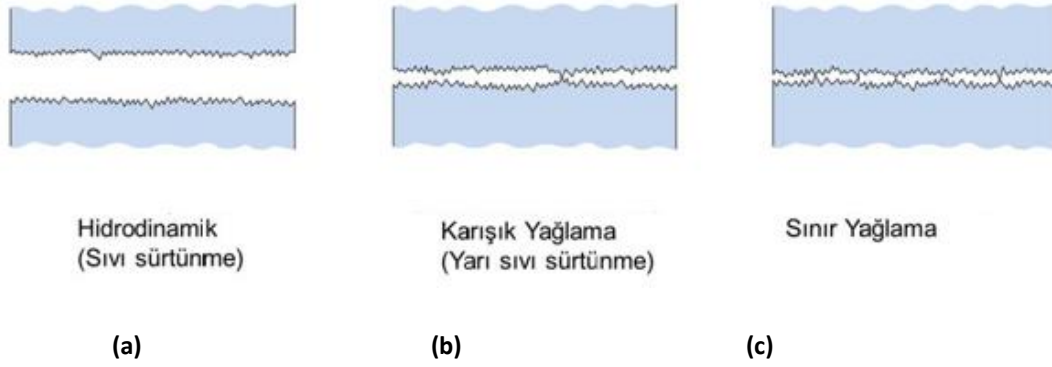 Hidrodinamik
(Sıvı sürtünme)
Karışık Yağlama
(Yarı sıvı sürtünme)
Sınır Yağlama
(a)
(b)
(c)